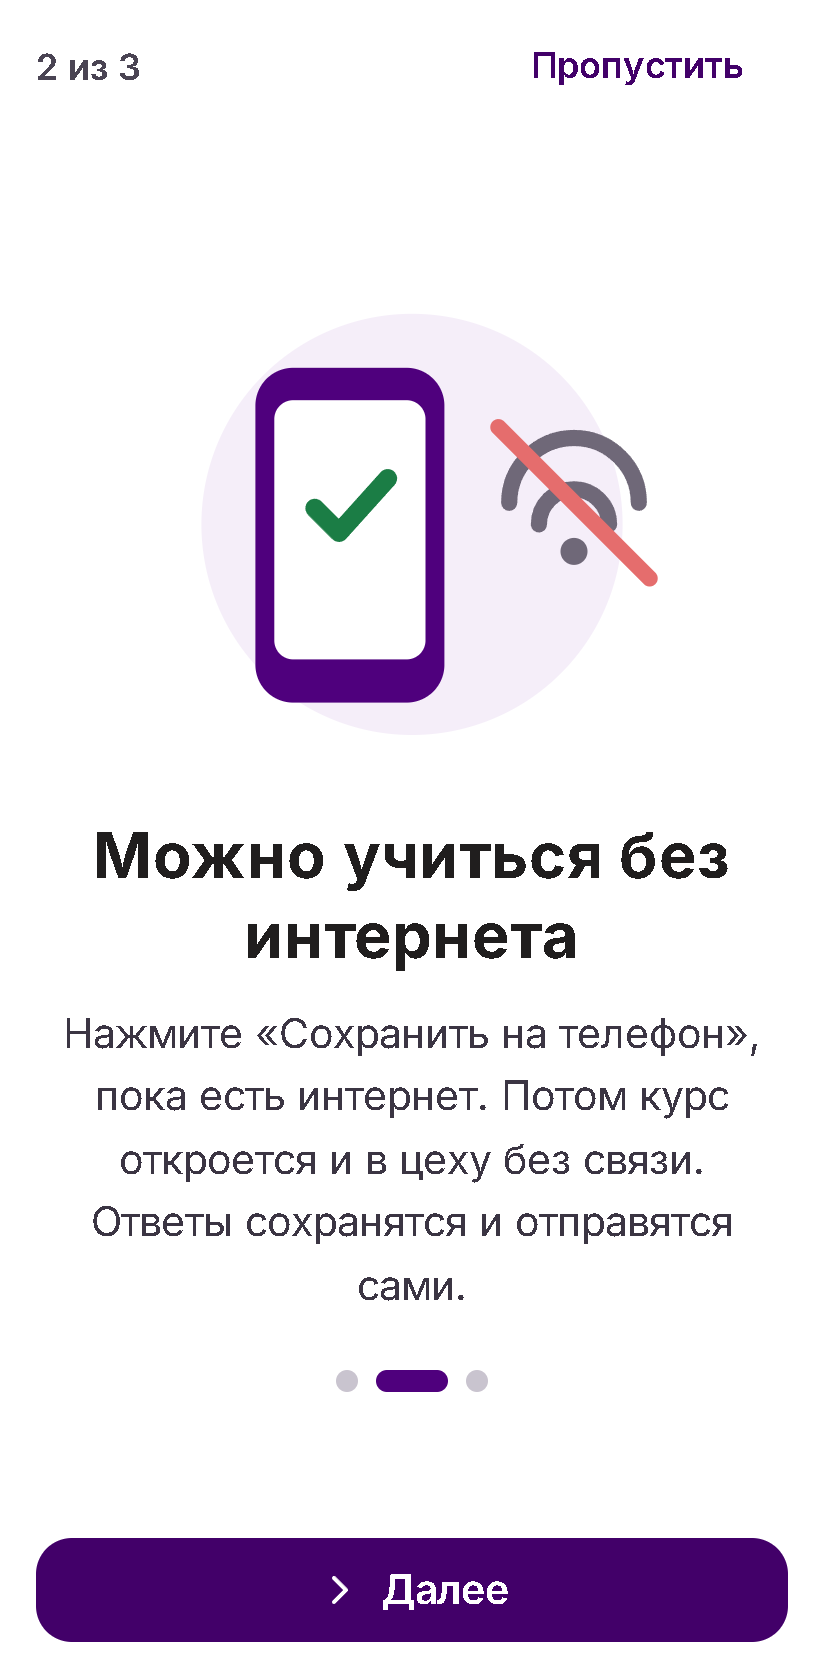 2 из 3
Пропустить
Можно учиться без
интернета
Нажмите «Сохранить на телефон»,
пока есть интернет. Потом курс
откроется и в цеху без связи.
Ответы сохранятся и отправятся
сами.
Далее